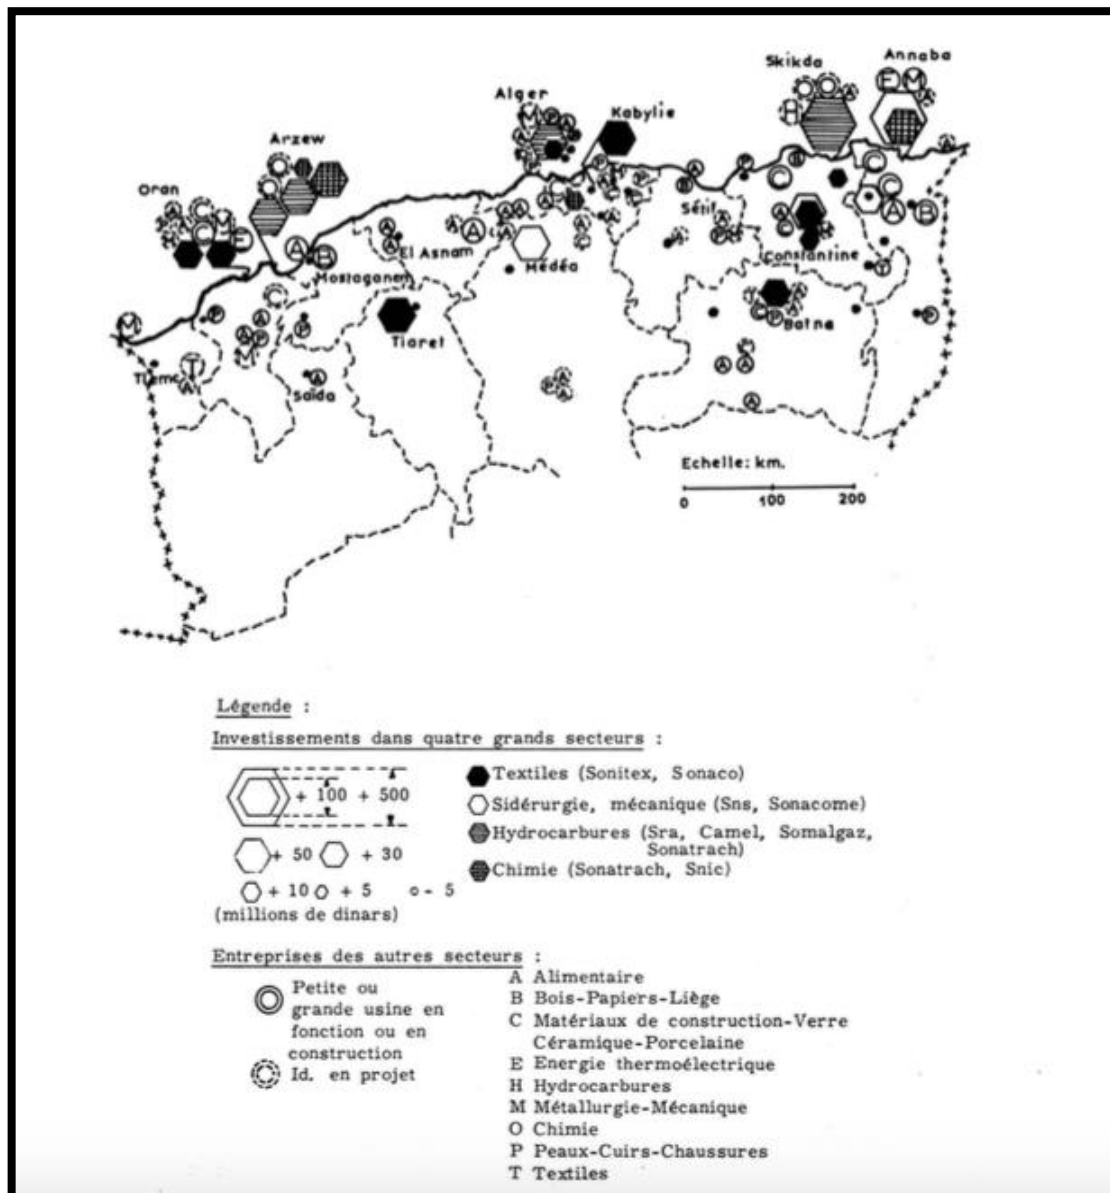 Skikda
Annaba
Alger
Kabylie
Arzew
Oran
Sétif
El Asnam
Constantine
Médéa
Mostaganem
Batna
Tiaret
Tlemc
Saïda
Echelle: km.
0 100 200
Légende :
Investissements dans quatre grands secteurs :
+ 100 + 500
+ 50 + 30
+ 10 + 5 - 5
(millions de dinars)
Textiles (Sonitex, Sonaco)
Sidérurgie, mécanique (Sns, Sonacome)
Hydrocarbures (Sra, Camel, Somalgaz,
Sonatrach)
Chimie (Sonatrach, Snic)
Entreprises des autres secteurs :
Petite ou
grande usine en
fonction ou en
construction
Id. en projet
A Alimentaire
B Bois-Papiers-Liège
C Matériaux de construction-Verre
Céramique-Porcelaine
E Energie thermoélectrique
H Hydrocarbures
M Métallurgie-Mécanique
O Chimie
P Peaux-Cuirs-Chaussures
T Textiles